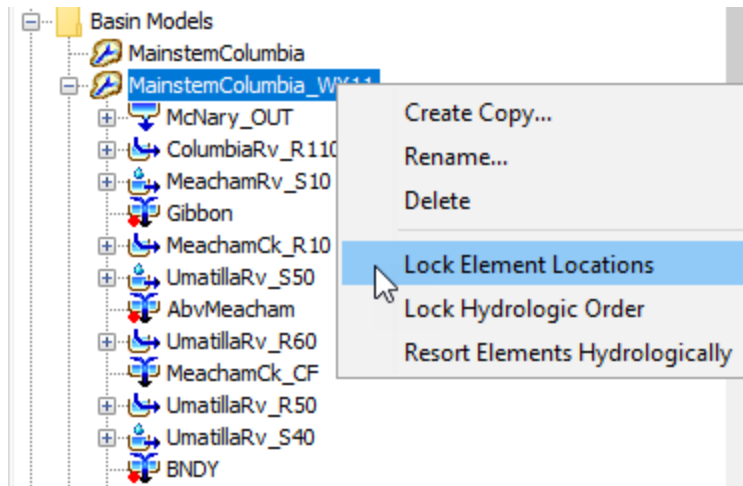 Basin Models
MainstemColumbia
MainstemColumbia_WY11
McNary_OUT
ColumbiaRv_R110
MeachamRv_S10
Gibbon
MeachamCk_R10
UmatillaRv_S50
AbvMeacham
UmatillaRv_R60
MeachamCk_CF
UmatillaRv_R50
UmatillaRv_S40
BNDY
Create Copy...
Rename...
Delete
Lock Element Locations
Lock Hydrologic Order
Resort Elements Hydrologically